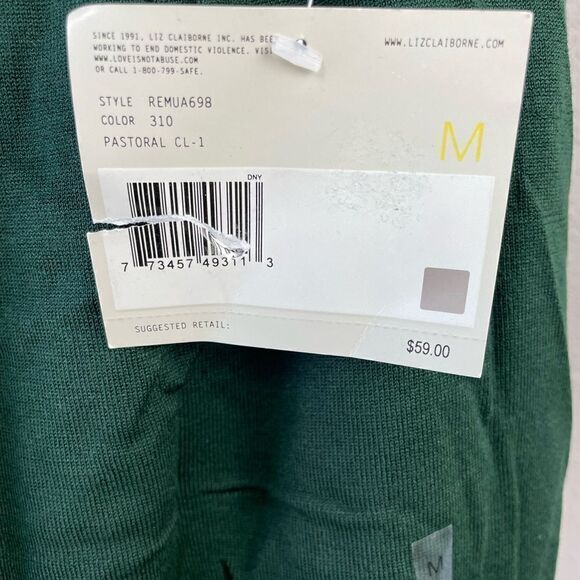 SINCE 1991, LIZ CLAIBORNE INC. HAS BEE
WORKING TO END DOMESTIC VIOLENCE. VISI
WWW.LOVEISNOTABUSE.COM
OR CALL 1-800-799-SAFE.
WWW.LIZCLAIBORNE.COM
STYLE REMUA698
COLOR 310
PASTORAL CL-1
M
DNY
7 73457 49311 3
SUGGESTED RETAIL:
$59.00
M